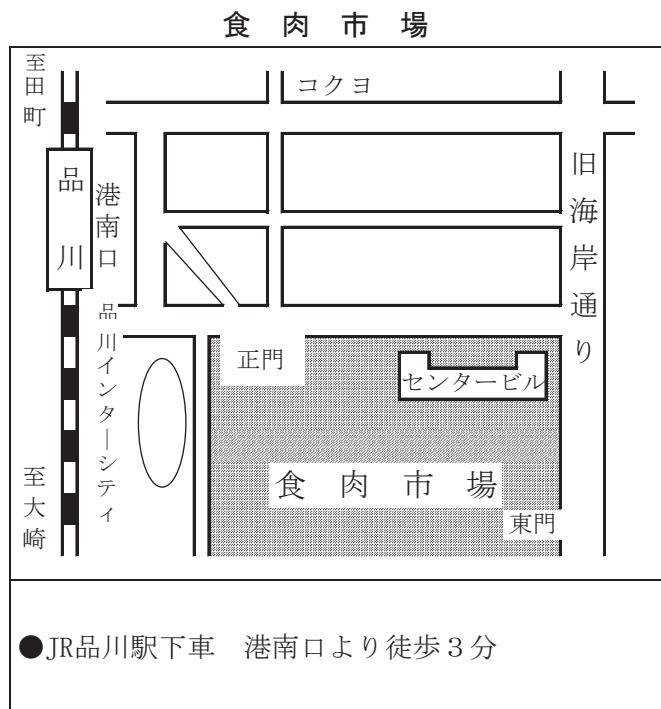 食肉市場
至田町
コクヨ
品川
港南口
旧海岸通り
品川インターシティ
正門
センタービル
食肉市場
東門
至大崎
●JR品川駅下車　港南口より徒歩３分